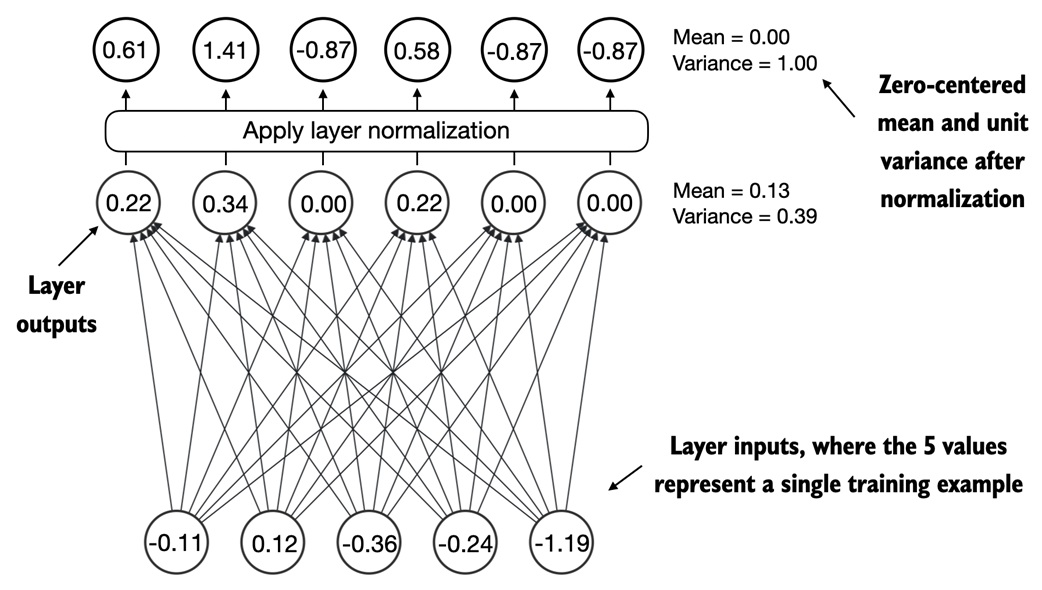 0.61 1.41 -0.87 0.58 -0.87 -0.87
Mean = 0.00
Variance = 1.00
Zero-centered
mean and unit
variance after
normalization
Apply layer normalization
0.22 0.34 0.00 0.22 0.00 0.00
Mean = 0.13
Variance = 0.39
Layer
outputs
Layer inputs, where the 5 values
represent a single training example
-0.11 0.12 -0.36 -0.24 -1.19